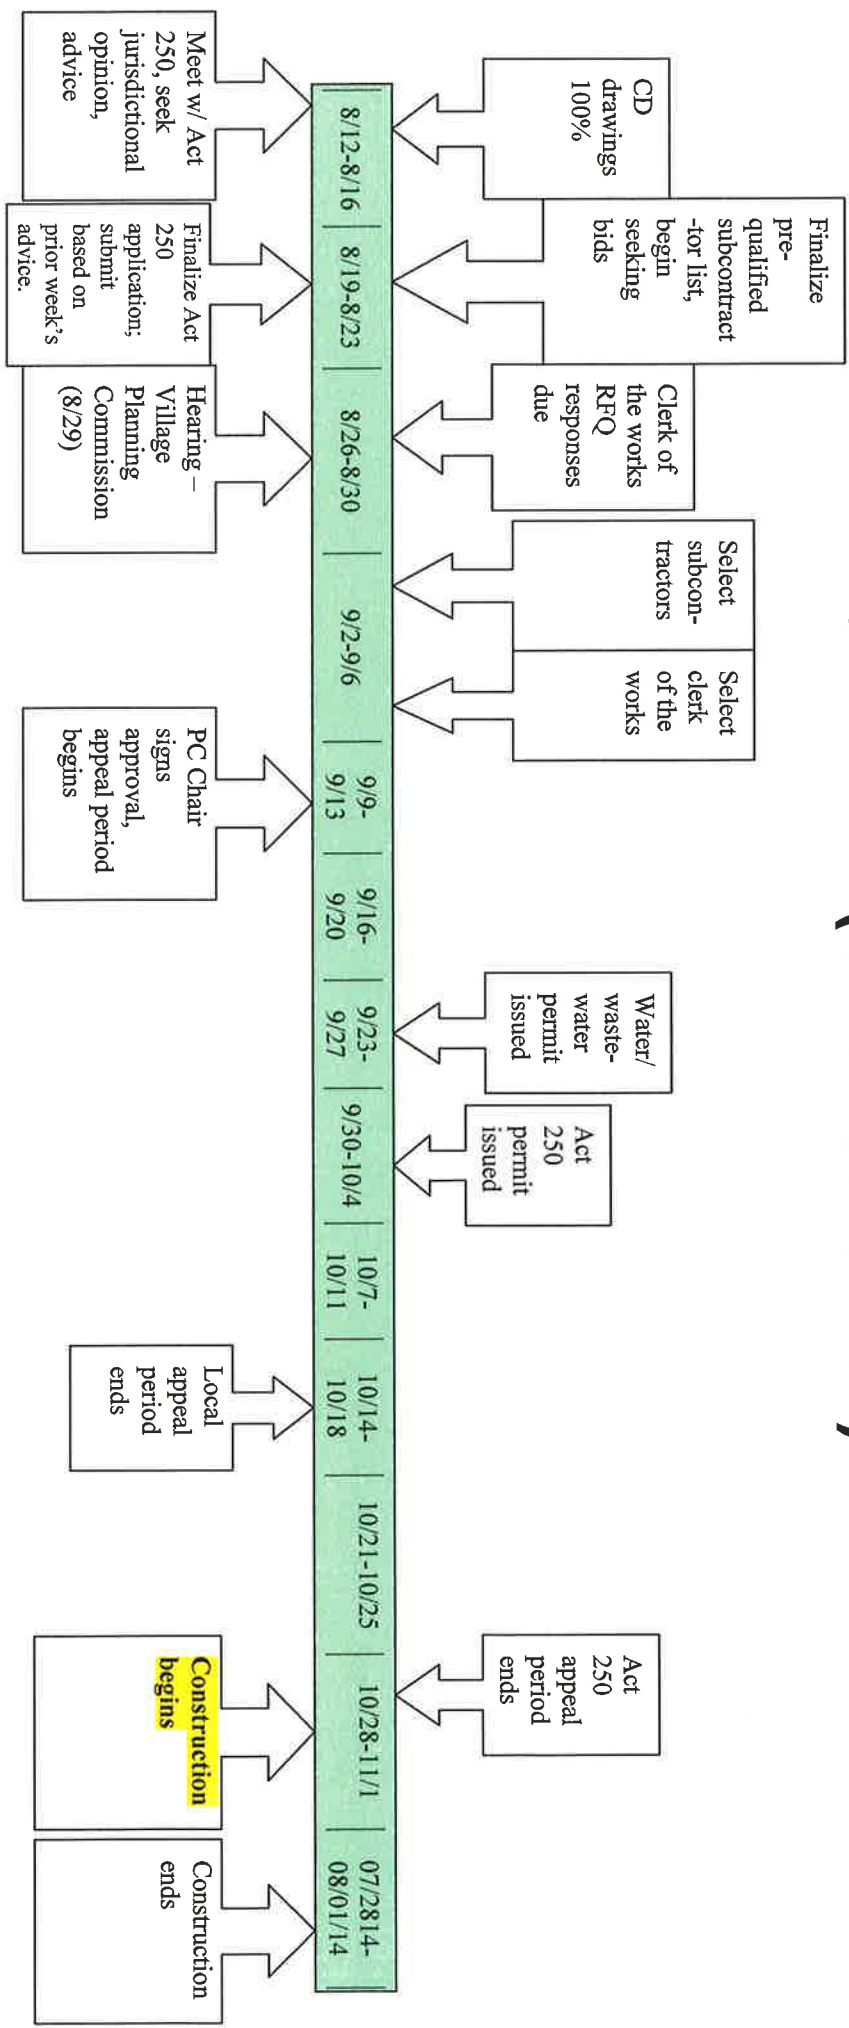 CD
drawings
100%
Finalize
pre-
qualified
subcontract
-tor list,
begin
seeking
bids
Clerk of
the works
RFQ
responses
due
Select
subcon-
tractors
Select
clerk
of the
works
Water/
waste-
water
permit
issued
Act
250
permit
issued
Act
250
appeal
period
ends
8/12-8/16
8/19-8/23
8/26-8/30
9/2-9/6
9/9-
9/13
9/16-
9/20
9/23-
9/27
9/30-10/4
10/7-
10/11
10/14-
10/18
10/21-10/25
10/28-11/1
07/2814-
08/01/14
Meet w/ Act
250, seek
jurisdictional
opinion,
advice
Finalize Act
250
application;
submit
based on
prior week's
advice.
Hearing –
Village
Planning
Commission
(8/29)
PC Chair
signs
approval,
appeal period
begins
Local
appeal
period
ends
Construction
begins
Construction
ends